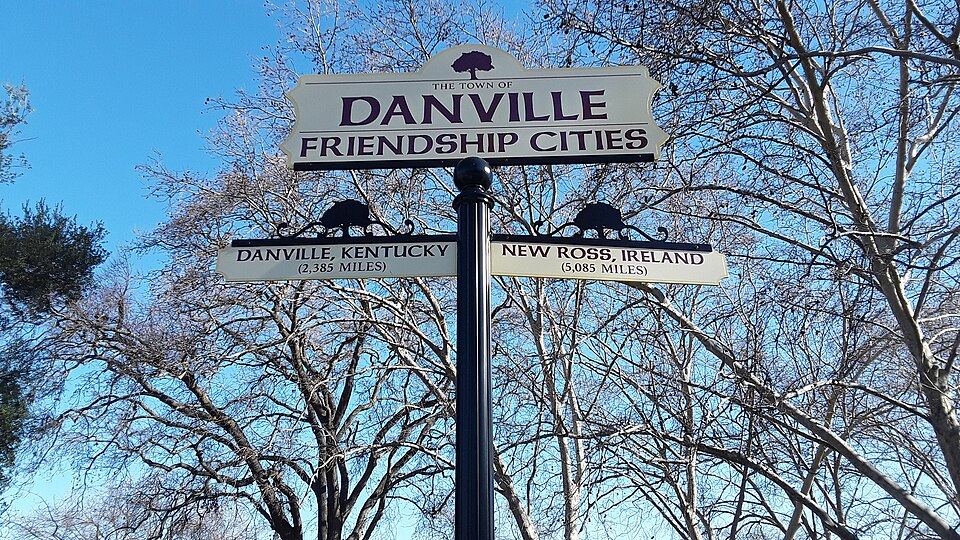 THE TOWN OF
DANVILLE
FRIENDSHIP CITIES
DANVILLE, KENTUCKY
(2,385 MILES)
NEW ROSS, IRELAND
(5,085 MILES)